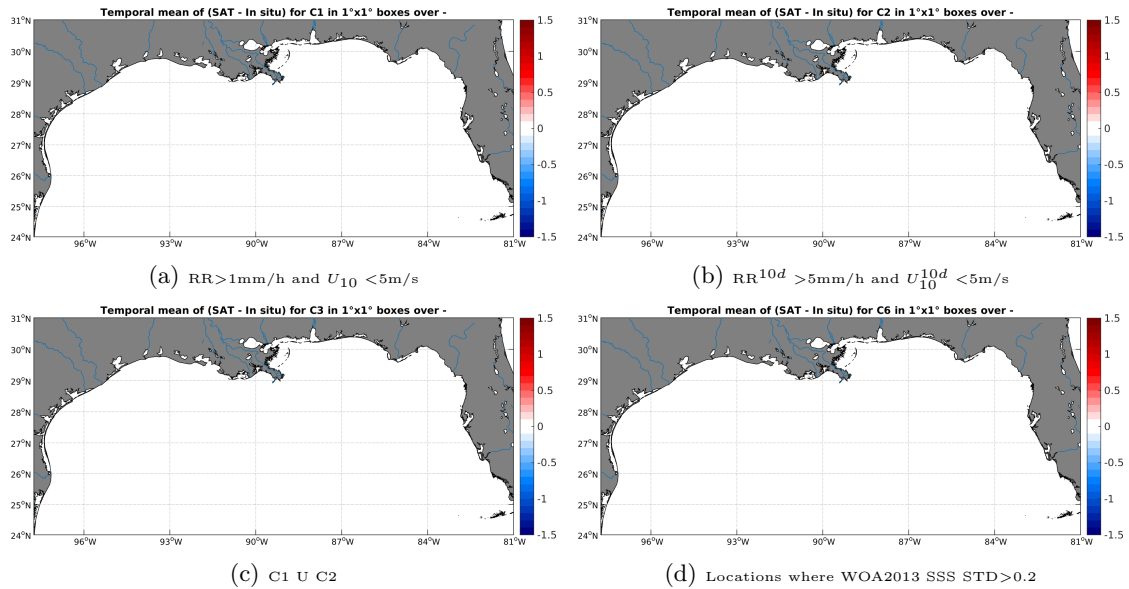 Temporal mean of (SAT - In situ) for C1 in 1°x1° boxes over -
31°N
30°N
29°N
28°N
27°N
26°N
25°N
24°N
96°W 93°W 90°W 87°W 84°W 81°W
1.5
1
0.5
0
-0.5
-1
-1.5
(a) RR>1mm/h and U10 <5m/s
Temporal mean of (SAT - In situ) for C2 in 1°x1° boxes over -
31°N
30°N
29°N
28°N
27°N
26°N
25°N
24°N
96°W 93°W 90°W 87°W 84°W 81°W
1.5
1
0.5
0
-0.5
-1
-1.5
(b) RR^10d >5mm/h and U10^10d <5m/s
Temporal mean of (SAT - In situ) for C3 in 1°x1° boxes over -
31°N
30°N
29°N
28°N
27°N
26°N
25°N
24°N
96°W 93°W 90°W 87°W 84°W 81°W
1.5
1
0.5
0
-0.5
-1
-1.5
(c) C1 U C2
Temporal mean of (SAT - In situ) for C6 in 1°x1° boxes over -
31°N
30°N
29°N
28°N
27°N
26°N
25°N
24°N
96°W 93°W 90°W 87°W 84°W 81°W
1.5
1
0.5
0
-0.5
-1
-1.5
(d) Locations where WOA2013 SSS STD>0.2